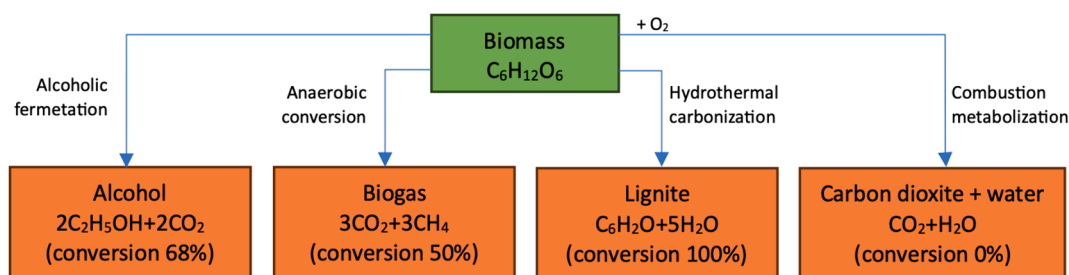 Biomass
C₆H₁₂O₆
+ O₂
Alcoholic
fermetation
Anaerobic
conversion
Hydrothermal
carbonization
Combustion
metabolization
Alcohol
2C₂H₅OH+2CO₂
(conversion 68%)
Biogas
3CO₂+3CH₄
(conversion 50%)
Lignite
C₆H₂O+5H₂O
(conversion 100%)
Carbon dioxite + water
CO₂+H₂O
(conversion 0%)